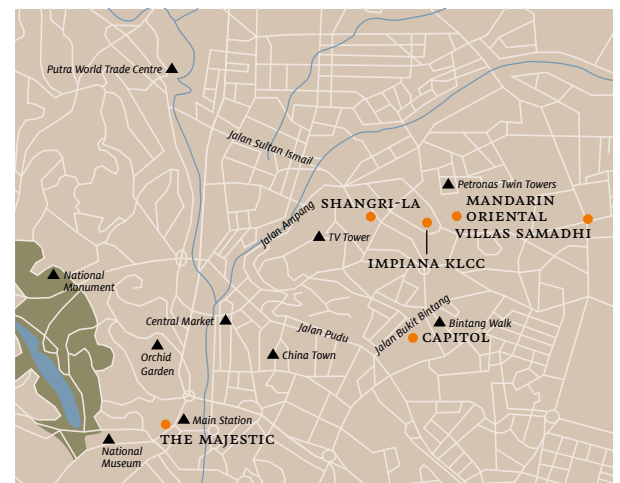 Putra World Trade Centre
Jalan Sultan Ismail
Petronas Twin Towers
SHANGRI-LA
MANDARIN
ORIENTAL
VILLAS SAMADHI
Jalan Ampang
TV Tower
IMPIANA KLCC
National
Monument
Central Market
Jalan Pudu
Jalan Bukit Bintang
Bintang Walk
CAPITOL
Orchid
Garden
China Town
Main Station
THE MAJESTIC
National
Museum